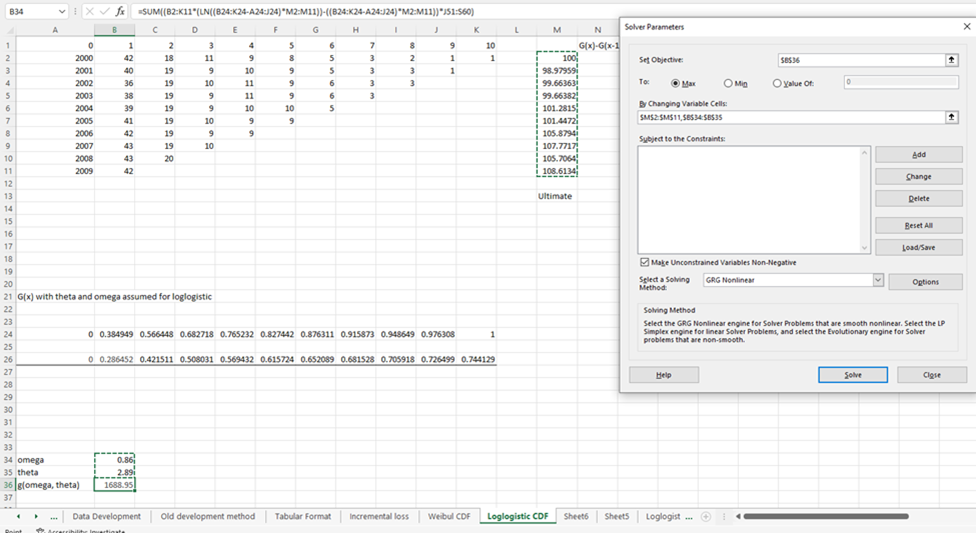 B34 =SUM((B2:K11*(LN((B24:K24-A24:J24)*M2:M11))-((B24:K24-A24:J24)*M2:M11))*J51:S60)
A B C D E F G H I J K L M N
1 0 1 2 3 4 5 6 7 8 9 10 G(x)-G(x-1
2 2000 42 18 11 9 8 5 3 2 1 1 100
3 2001 40 19 9 10 9 5 3 3 1 98.97959
4 2002 36 19 10 11 9 6 3 3 99.66363
5 2003 38 19 9 11 9 6 3 99.66382
6 2004 39 19 9 10 10 5 101.2815
7 2005 41 19 10 9 9 101.4472
8 2006 42 19 9 9 105.8794
9 2007 43 19 10 107.7717
10 2008 43 20 105.7064
11 2009 42 108.6134
12
13 Ultimate
14
15
16
17
18
19
20
21 G(x) with theta and omega assumed for loglogistic
22
23
24 0 0.384949 0.566448 0.682718 0.765232 0.827442 0.876311 0.915873 0.948649 0.976308 1
25
26 0 0.286452 0.421511 0.508031 0.569432 0.615724 0.652089 0.681528 0.705918 0.726499 0.744129
27
28
29
30
31
32
33
34 omega 0.86
35 theta 2.89
36 g(omega, theta) 1688.95
37
... Data Development Old development method Tabular Format Incremental loss Weibul CDF Loglogistic CDF Sheet6 Sheet5 Loglogist ...
Point Accessibility: Investigate
Solver Parameters
Set Objective: $B$36
To: Max Min Value Of: 0
By Changing Variable Cells:
$M$2:$M$11,$B$34:$B$35
Subject to the Constraints:
Add
Change
Delete
Reset All
Load/Save
Make Unconstrained Variables Non-Negative
Select a Solving Method: GRG Nonlinear Options
Solving Method
Select the GRG Nonlinear engine for Solver Problems that are smooth nonlinear. Select the LP
Simplex engine for linear Solver Problems, and select the Evolutionary engine for Solver
problems that are non-smooth.
Help Solve Close